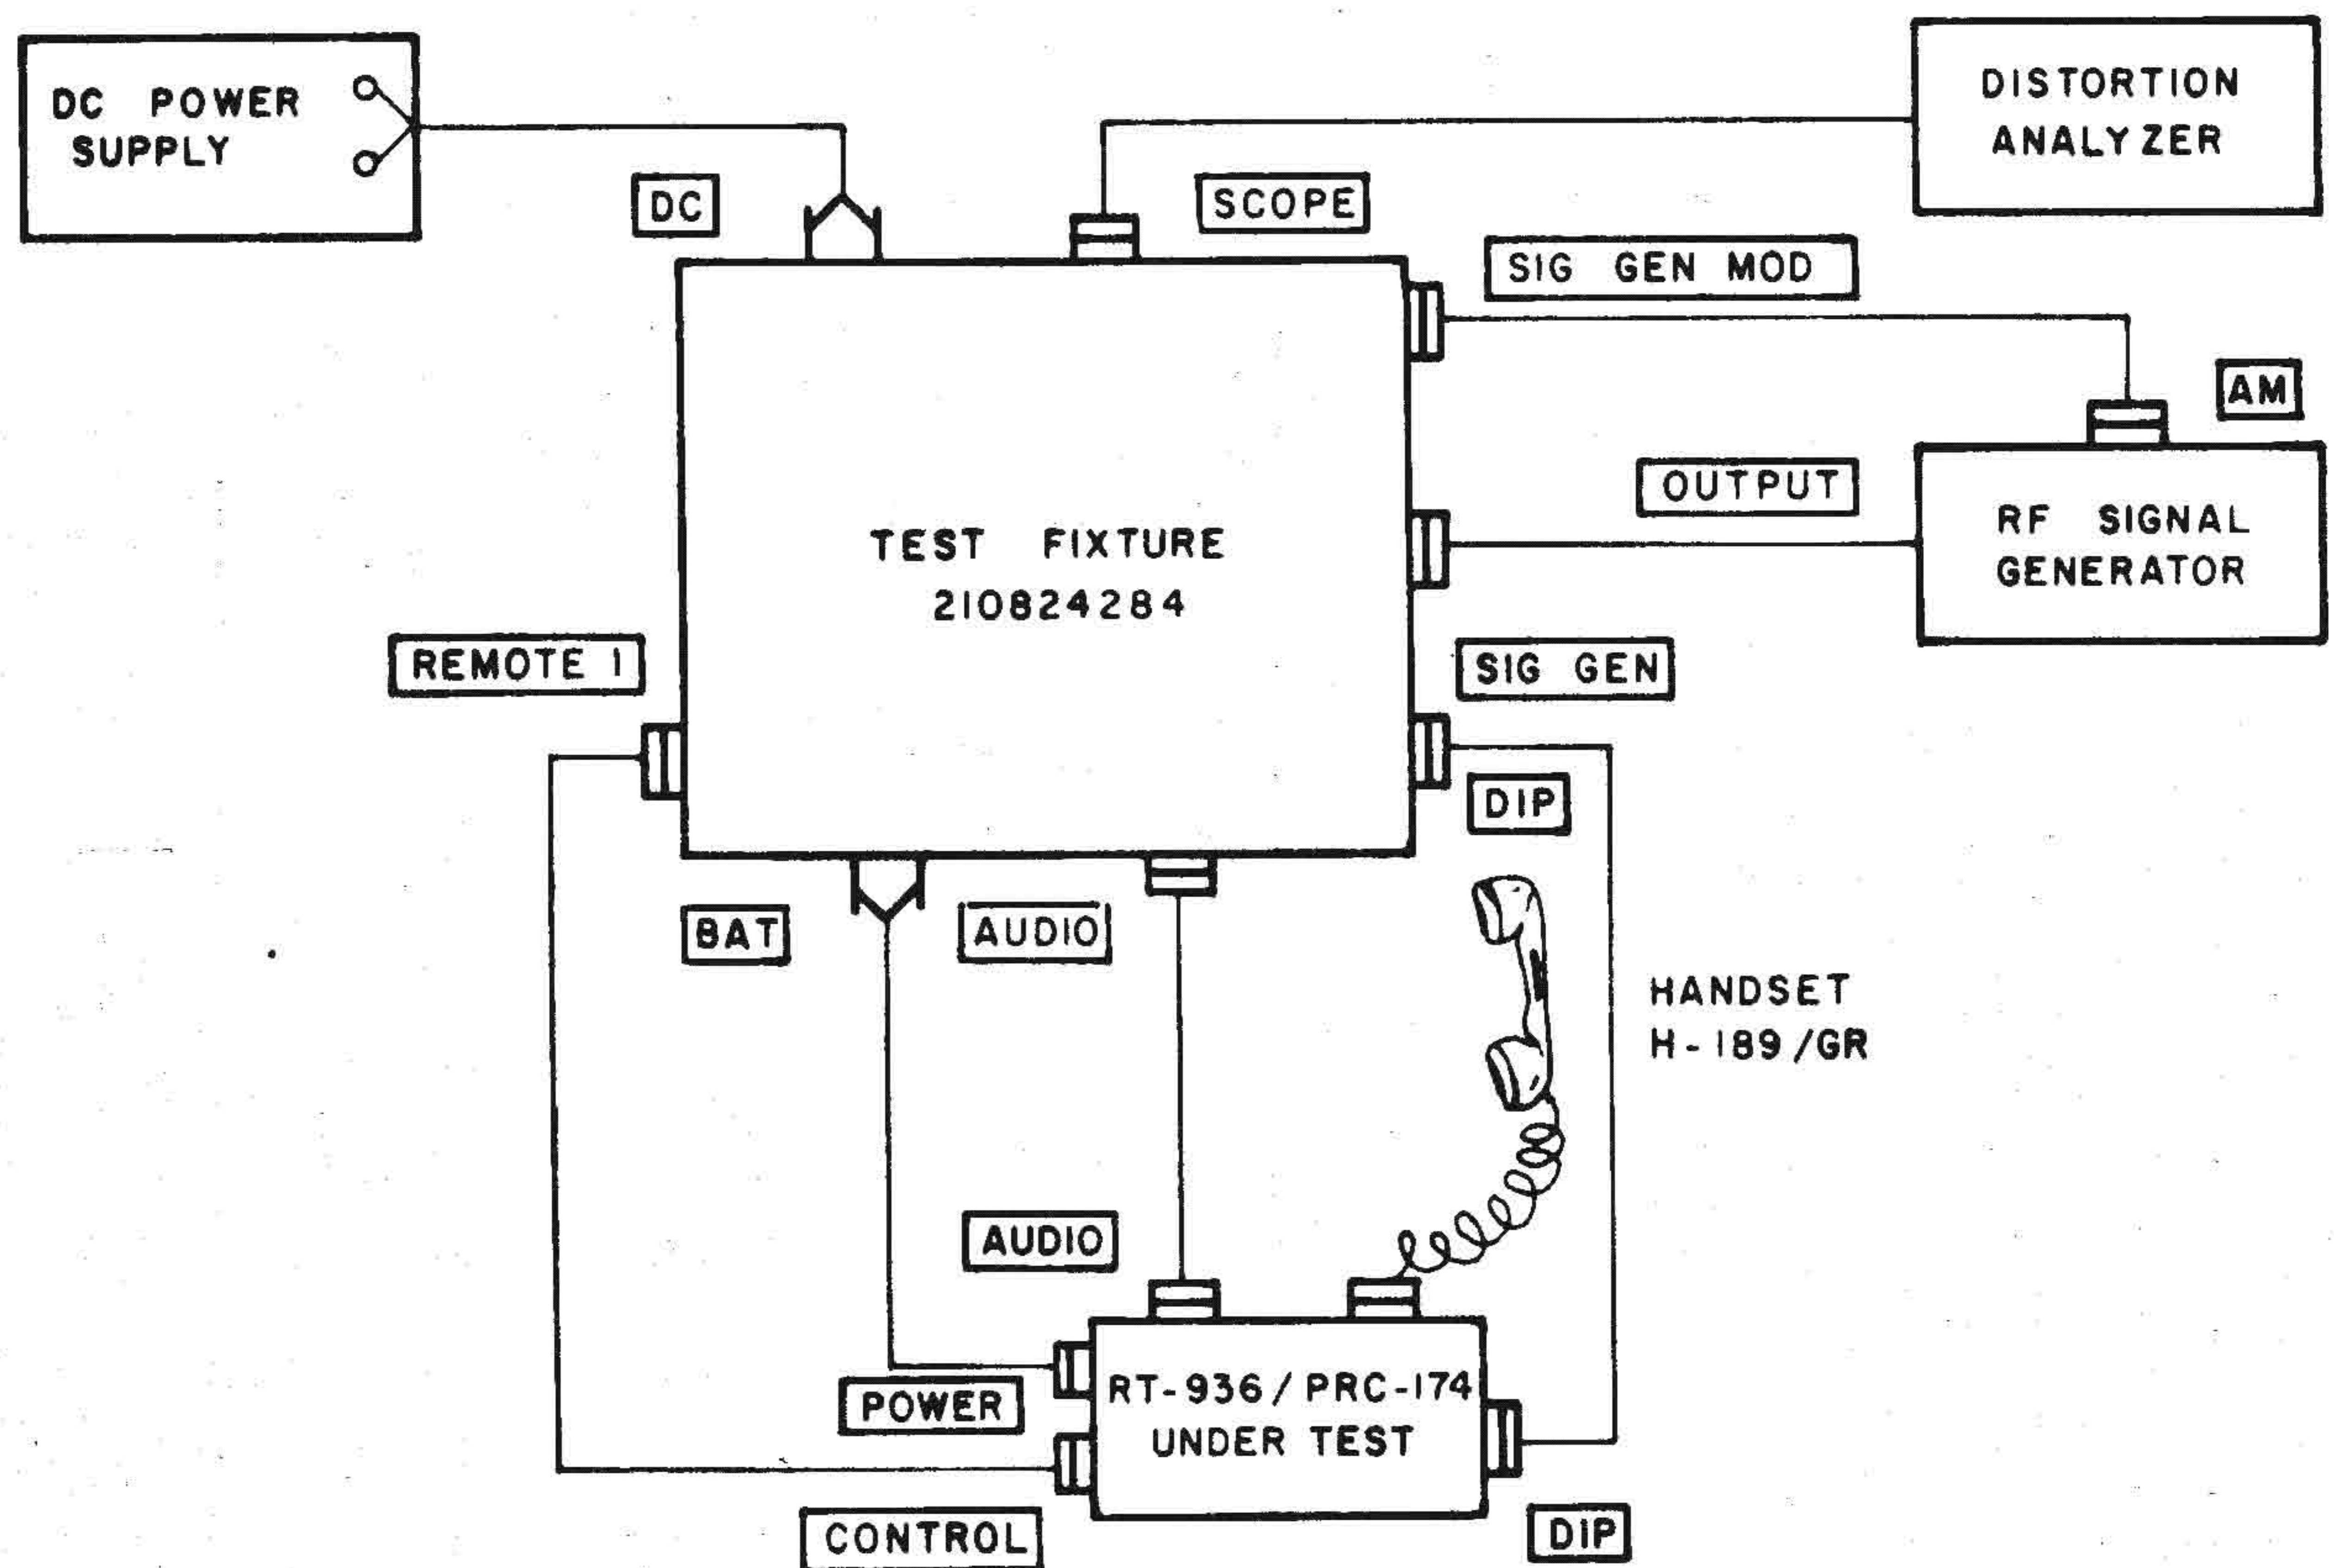 DC POWER
SUPPLY
DISTORTION
ANALYZER
DC
SCOPE
SIG GEN MOD
AM
OUTPUT
RF SIGNAL
GENERATOR
TEST FIXTURE
210824284
REMOTE 1
SIG GEN
DIP
BAT
AUDIO
HANDSET
H-189/GR
AUDIO
POWER
RT-936/PRC-174
UNDER TEST
CONTROL
DIP